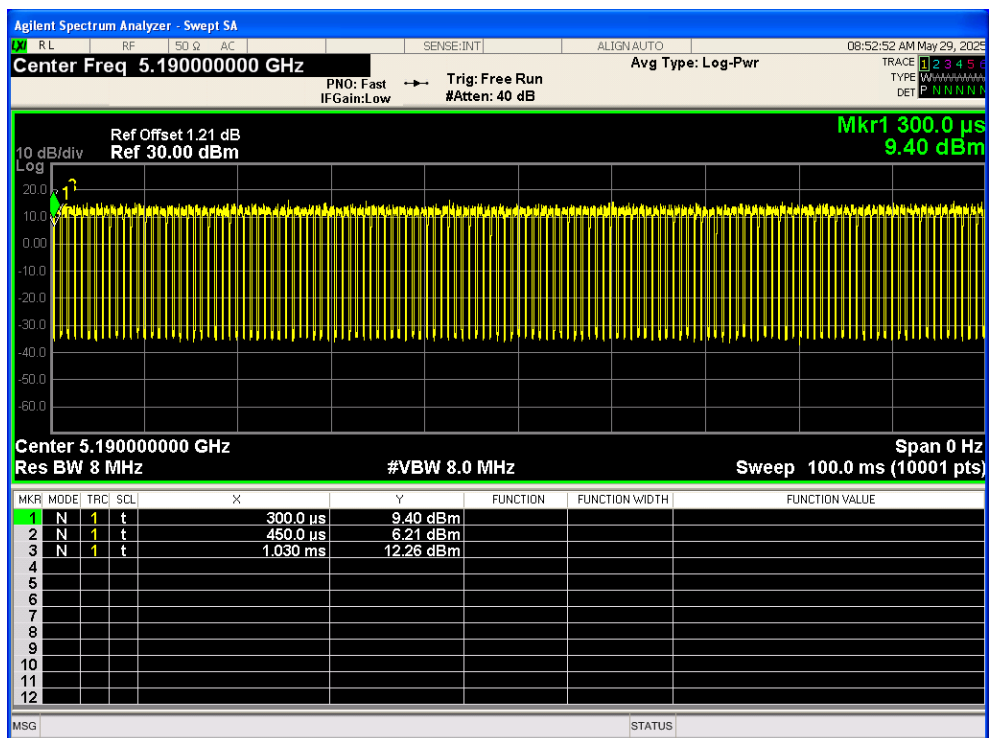 Agilent Spectrum Analyzer - Swept SA
LXI RL RF 50 Ω AC SENSE:INT ALIGN AUTO 08:52:52 AM May 29, 2025
Center Freq 5.190000000 GHz
PNO: Fast
IFGain:Low
Trig: Free Run
#Atten: 40 dB
Avg Type: Log-Pwr
TRACE 1 2 3 4 5 6
TYPE
DET P N N N N N
Mkr1 300.0 µs
9.40 dBm
Ref Offset 1.21 dB
10 dB/div Ref 30.00 dBm
Log
20.0
10.0
0.00
-10.0
-20.0
-30.0
-40.0
-50.0
-60.0
1
Center 5.190000000 GHz Span 0 Hz
Res BW 8 MHz #VBW 8.0 MHz Sweep 100.0 ms (10001 pts)
MKR MODE TRC SCL X Y FUNCTION FUNCTION WIDTH FUNCTION VALUE
1 N 1 t 300.0 µs 9.40 dBm
2 N 1 t 450.0 µs 6.21 dBm
3 N 1 t 1.030 ms 12.26 dBm
4
5
6
7
8
9
10
11
12
MSG STATUS